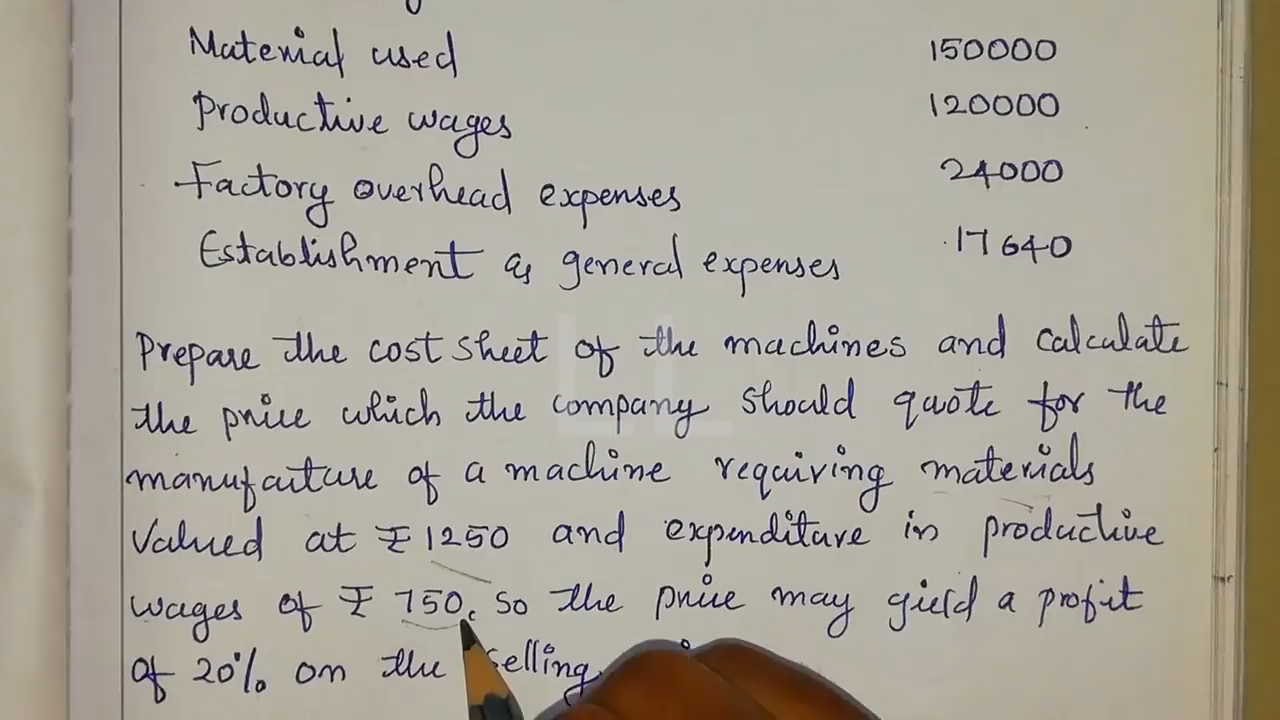 Material used 150000
Productive wages 120000
Factory overhead expenses 24000
Establishment & general expenses 17640
Prepare the cost sheet of the machines and calculate
the price which the company should quote for the
manufacture of a machine requiring materials
Valued at ₹ 1250 and expenditure in productive
wages of ₹ 750. so the price may yield a profit
of 20% on the selling
LL